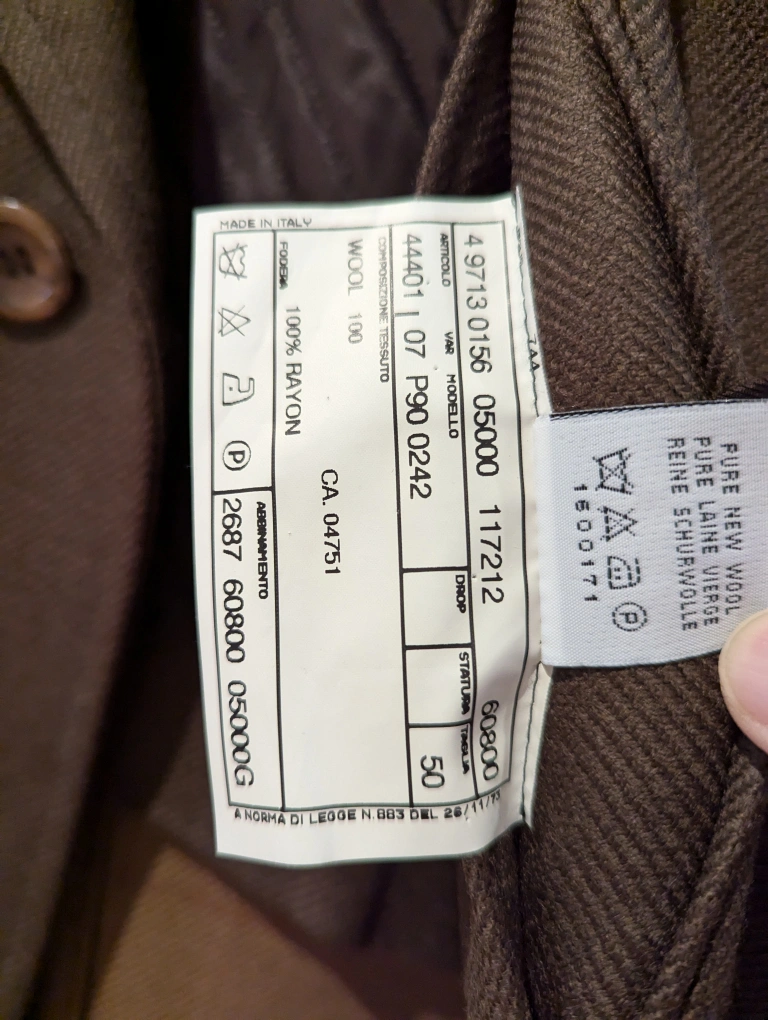 4 9713 0156 05000 117212 60800
ARTICOLO VAR MODELLO DROP STATURA TAGLIA
44401 07 P90 0242 50
COMPOSIZIONE TESSUTO
WOOL 100
CA. 04751
FODERA 100% RAYON
ABBINAMENTO
2687 60800 05000G
MADE IN ITALY
A NORMA DI LEGGE N. 883 DEL 26/11/73
PURE NEW WOOL
PURE LAINE VIERGE
REINE SCHURWOLLE
P
1600171
P